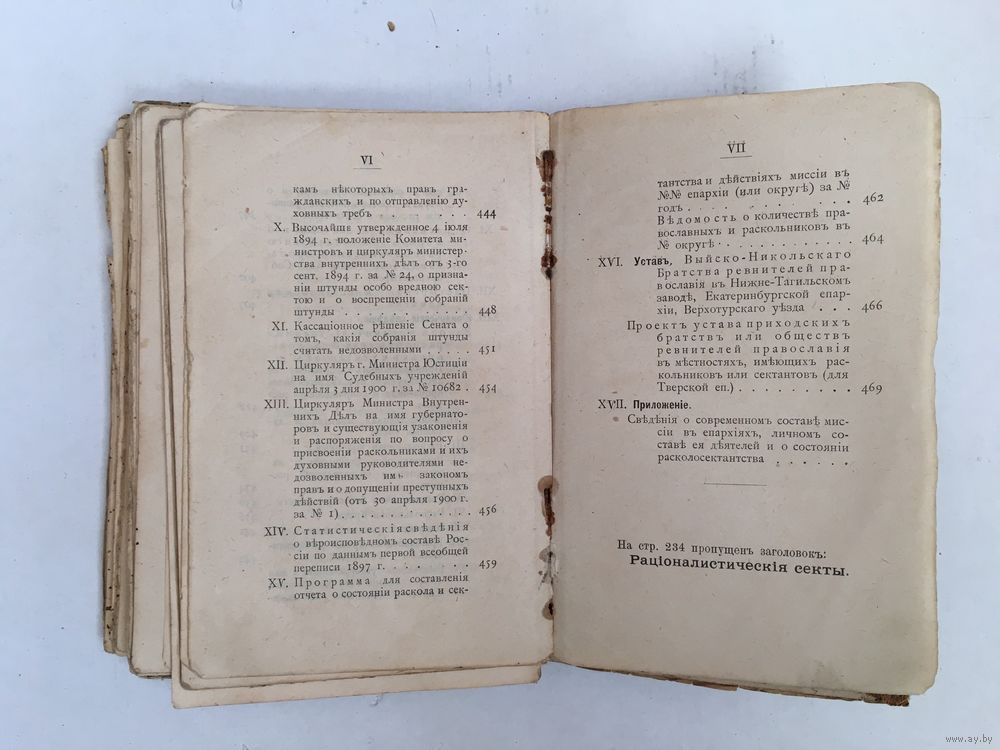 VI
камъ нѣкоторыхъ правъ гра-
жданскихъ и по отправленію ду-
ховныхъ требъ . . . . . . . . 444
X. Высочайше утвержденное 4 іюля
1894 г. положеніе Комитета ми-
нистровъ и циркуляръ министер-
ства внутреннихъ дѣлъ отъ 3-го
сент. 1894 г. за № 24, о призна-
ніи штунды особо вредною сек-
тою и о воспрещеніи собраній
штунды . . . . . . . . . . . 448
XI. Кассаціонное рѣшеніе Сената о
томъ, какія собранія штунды
считать недозволенными . . . . . 451
XII. Циркуляръ г. Министра Юстиціи
на имя Судебныхъ учрежденій
апрѣля 3 дня 1900 г. за № 10682 . 454
XIII. Циркуляръ Министра Внутрен-
нихъ Дѣлъ на имя губернато-
ровъ и существующія узаконенія
и распоряженія по вопросу о
присвоеніи раскольниками и ихъ
духовными руководителями не-
дозволенныхъ имъ закономъ
правъ и о допущеніи преступныхъ
дѣйствій (отъ 30 апрѣля 1900 г.
за № 1) . . . . . . . . . . . . 456
XIV. Статистическія свѣдѣнія
о вѣроисповѣдномъ составѣ Рос-
сіи по даннымъ первой всеобщей
переписи 1897 г. . . . . . . . 459
XV. Программа для составленія
отчета о состояніи раскола и сек-
VII
тантства и дѣйствіяхъ миссіи въ
№№ епархіи (или округѣ) за №
годъ . . . . . . . . . . . . 462
Вѣдомость о количествѣ пра-
вославныхъ и раскольниковъ въ
№ округѣ . . . . . . . . . . . 464
XVI. Уставъ, Выйско-Никольскаго
Братства ревнителей пра-
вославія въ Нижне-Тагильскомъ
заводѣ, Екатеринбургской епар-
хіи, Верхотурскаго уѣзда . . . 466
Проектъ устава приходскихъ
братствъ или обществъ
ревнителей православія
въ мѣстностяхъ, имѣющихъ рас-
кольниковъ или сектантовъ (для
Тверской еп.) . . . . . . . . . 469
XVII. Приложеніе.
Свѣдѣнія о современномъ составѣ мис-
сіи въ епархіяхъ, личномъ со-
ставѣ ея дѣятелей и о состояніи
расколосектантства . . . . . .
На стр. 234 пропущенъ заголовокъ:
Раціоналистическія секты.
www.ay.by